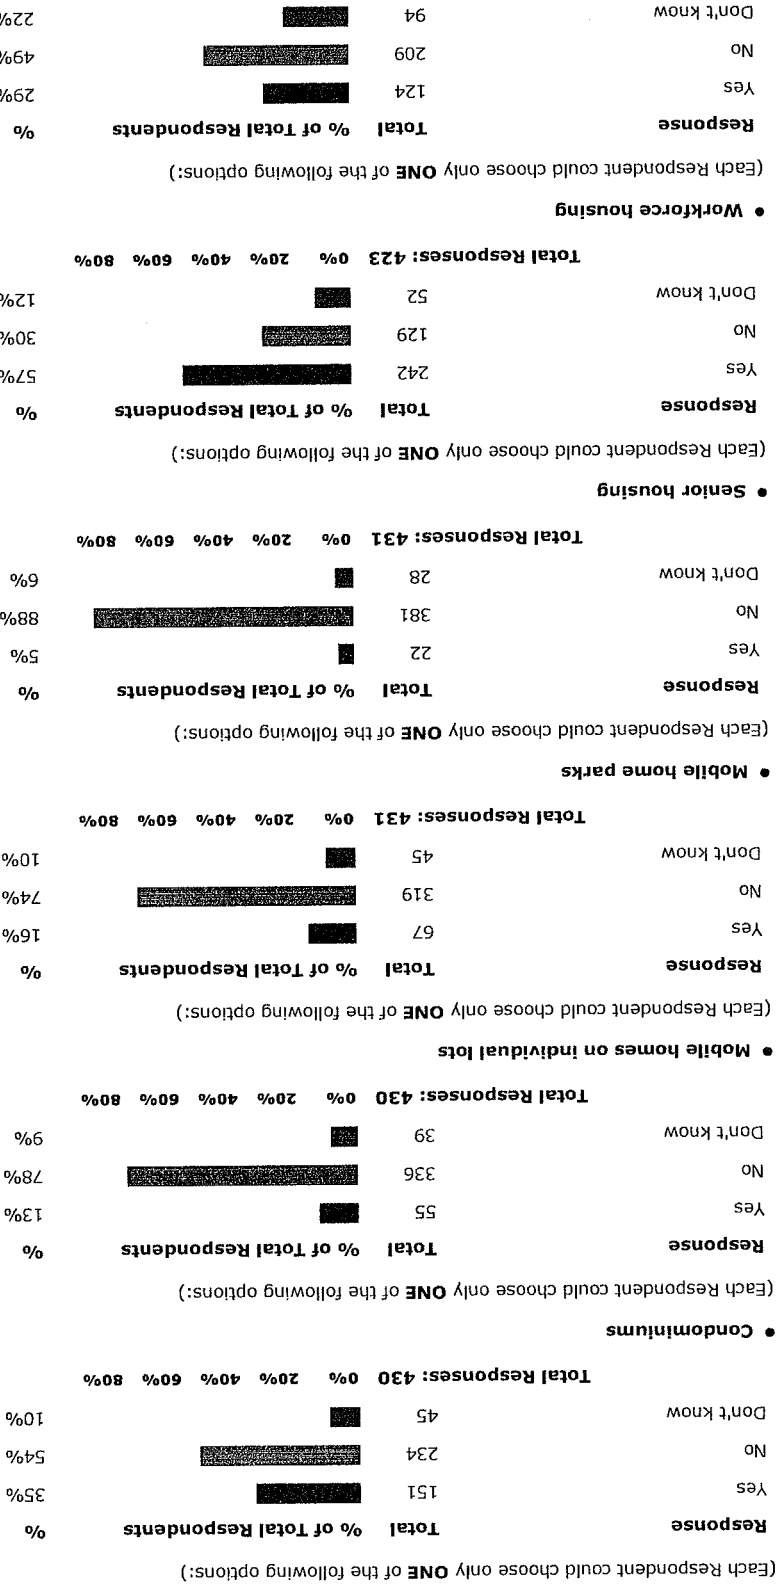 (Each Respondent could choose only ONE of the following options:)
Response Total % of Total Respondents %
Yes 151 35%
No 234 54%
Don't know 45 10%
Total Responses: 430 0% 20% 40% 60% 80%
• Condominiums
(Each Respondent could choose only ONE of the following options:)
Response Total % of Total Respondents %
Yes 55 13%
No 336 78%
Don't know 39 9%
Total Responses: 430 0% 20% 40% 60% 80%
• Mobile homes on individual lots
(Each Respondent could choose only ONE of the following options:)
Response Total % of Total Respondents %
Yes 67 16%
No 319 74%
Don't know 45 10%
Total Responses: 431 0% 20% 40% 60% 80%
• Mobile home parks
(Each Respondent could choose only ONE of the following options:)
Response Total % of Total Respondents %
Yes 22 5%
No 381 88%
Don't know 28 6%
Total Responses: 431 0% 20% 40% 60% 80%
• Senior housing
(Each Respondent could choose only ONE of the following options:)
Response Total % of Total Respondents %
Yes 242 57%
No 129 30%
Don't know 52 12%
Total Responses: 423 0% 20% 40% 60% 80%
• Workforce housing
(Each Respondent could choose only ONE of the following options:)
Response Total % of Total Respondents %
Yes 124 29%
No 209 49%
Don't know 94 22%